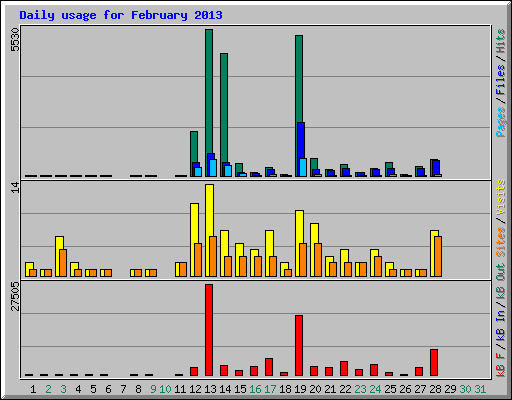 Daily usage for February 2013
5530
Pages/Files/Hits
14
Sites/Visits
27505
kB F/kB In/kB Out
1 2 3 4 5 6 7 8 9 10 11 12 13 14 15 16 17 18 19 20 21 22 23 24 25 26 27 28 29 30 31